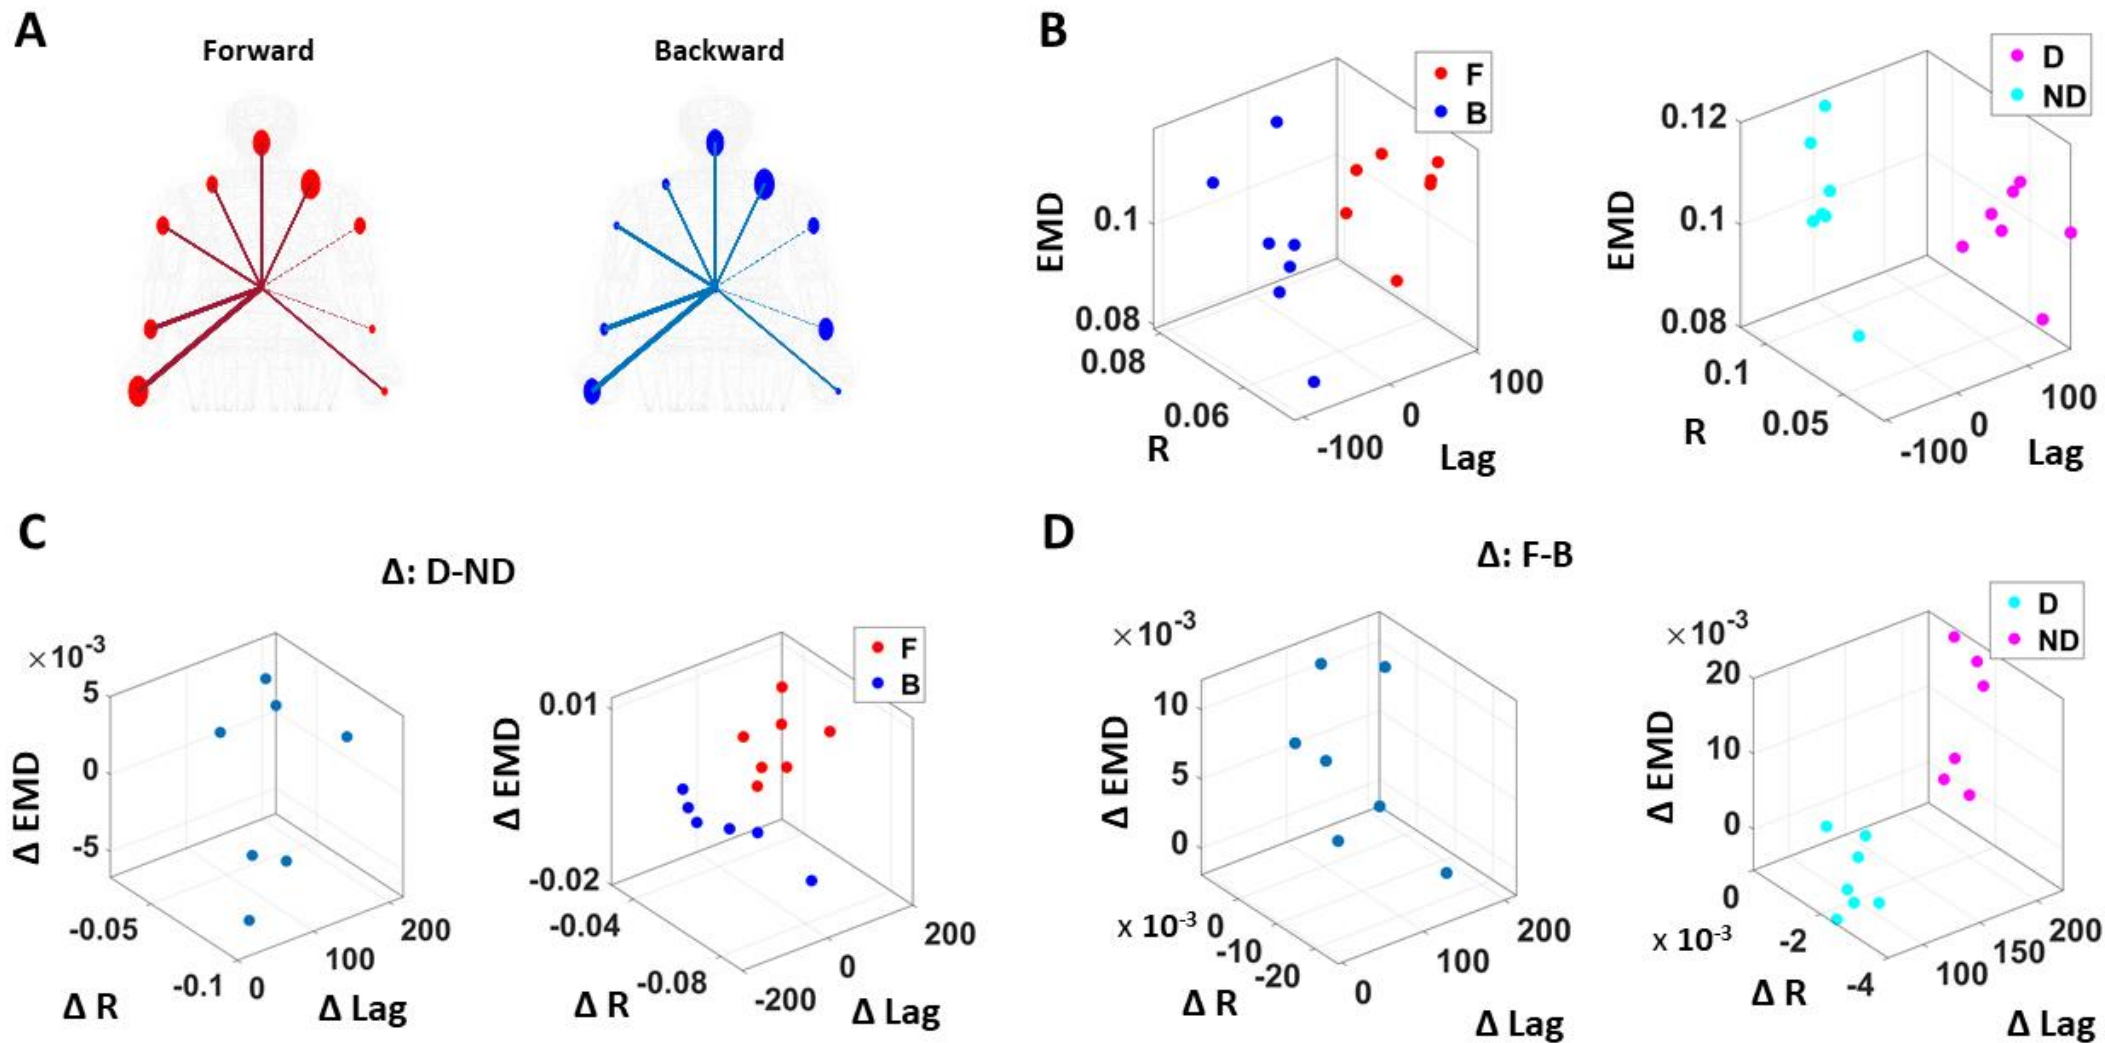 A
Forward
Backward
B
F
B
EMD
0.1
0.08
0.08
0.06
R
-100
0
100
Lag
D
ND
EMD
0.12
0.1
0.08
0.1
0.05
R
-100
0
100
Lag
C
Δ: D-ND
×10-3
5
0
-5
Δ EMD
-0.05
-0.1
Δ R
0
100
200
Δ Lag
F
B
0.01
-0.02
Δ EMD
-0.04
-0.08
Δ R
-200
0
200
Δ Lag
D
Δ: F-B
×10-3
10
5
0
Δ EMD
x 10-3 0
-10
-20
Δ R
0
100
200
Δ Lag
D
ND
×10-3
20
10
0
Δ EMD
0
x 10-3
-2
-4
Δ R
100
150
200
Δ Lag